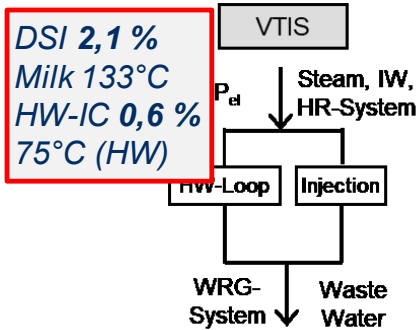 DSI 2,1 %
Milk 133°C
HW-IC 0,6 %
75°C (HW)
VTIS
Pel
Steam, IW,
HR-System
HW-Loop
Injection
WRG-
System
Waste
Water